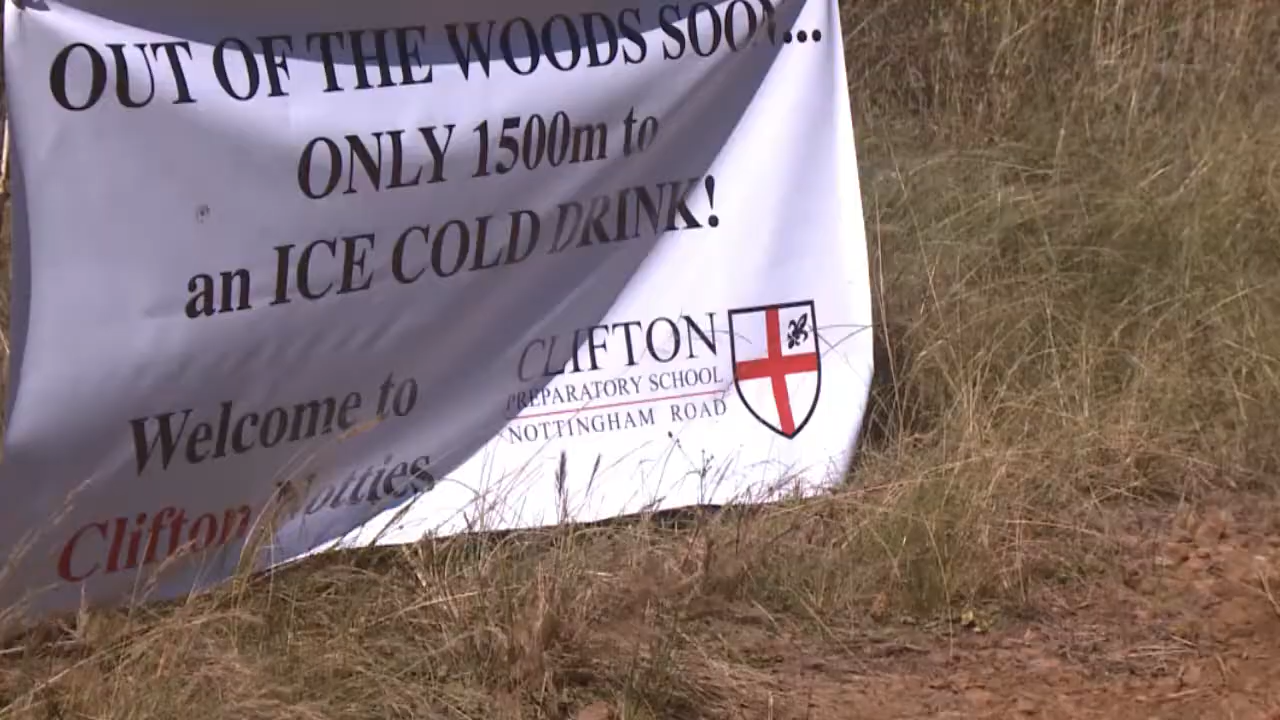 OUT OF THE WOODS SOON...
ONLY 1500m to
an ICE COLD DRINK!
CLIFTON
PREPARATORY SCHOOL
NOTTINGHAM ROAD
Welcome to
Clifton Notties